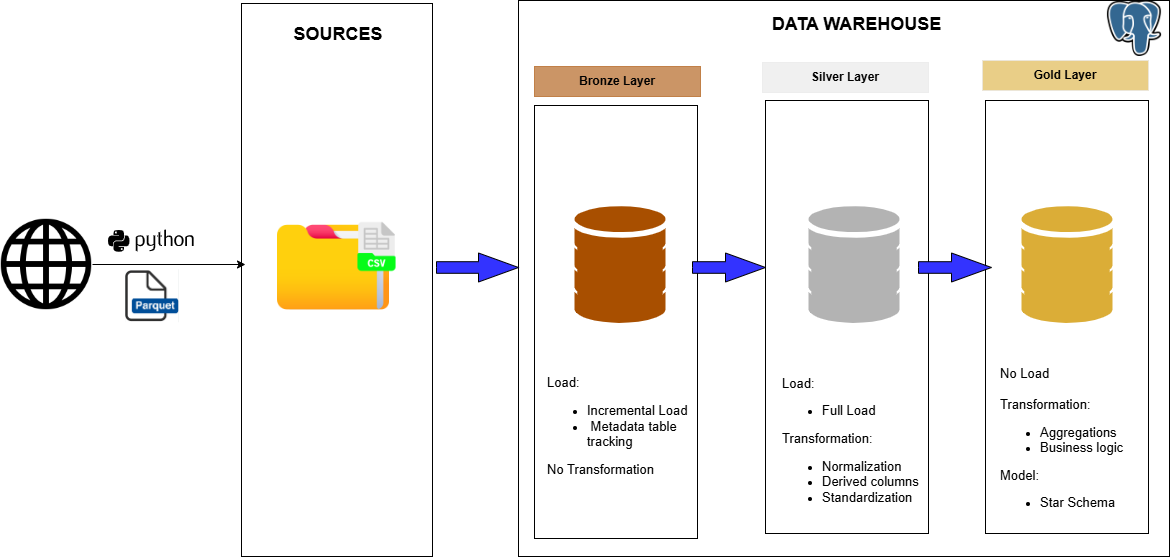 SOURCES
DATA WAREHOUSE
Bronze Layer
Silver Layer
Gold Layer
python
Parquet
CSV
Load:
Incremental Load
Metadata table
tracking
No Transformation
Load:
Full Load
Transformation:
Normalization
Derived columns
Standardization
No Load
Transformation:
Aggregations
Business logic
Model:
Star Schema